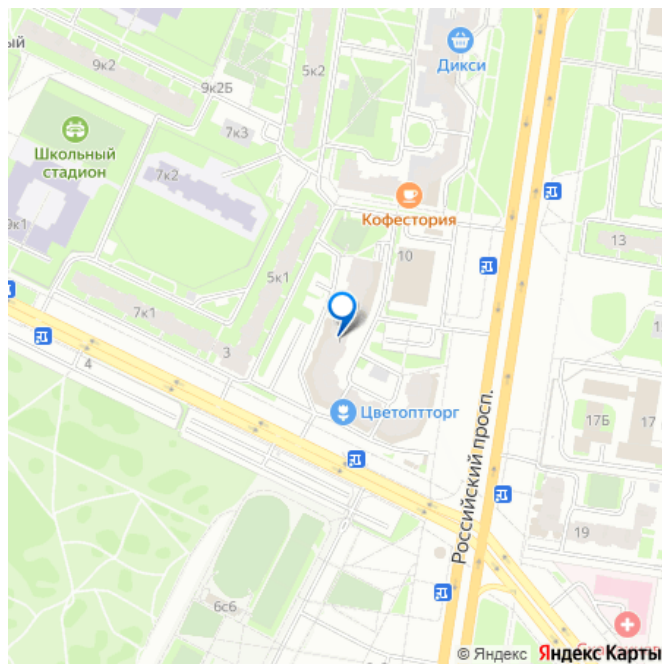 ый
9к2
9к2Б
5к2
Дикси
7к3
Школьный
стадион
7к2
Кофестория
9к1
5к1
10
13
7к1
3
4
Цветоптторг
17Б
17
Российский просп.
19
6с6
© Яндекс
Яндекс Карты